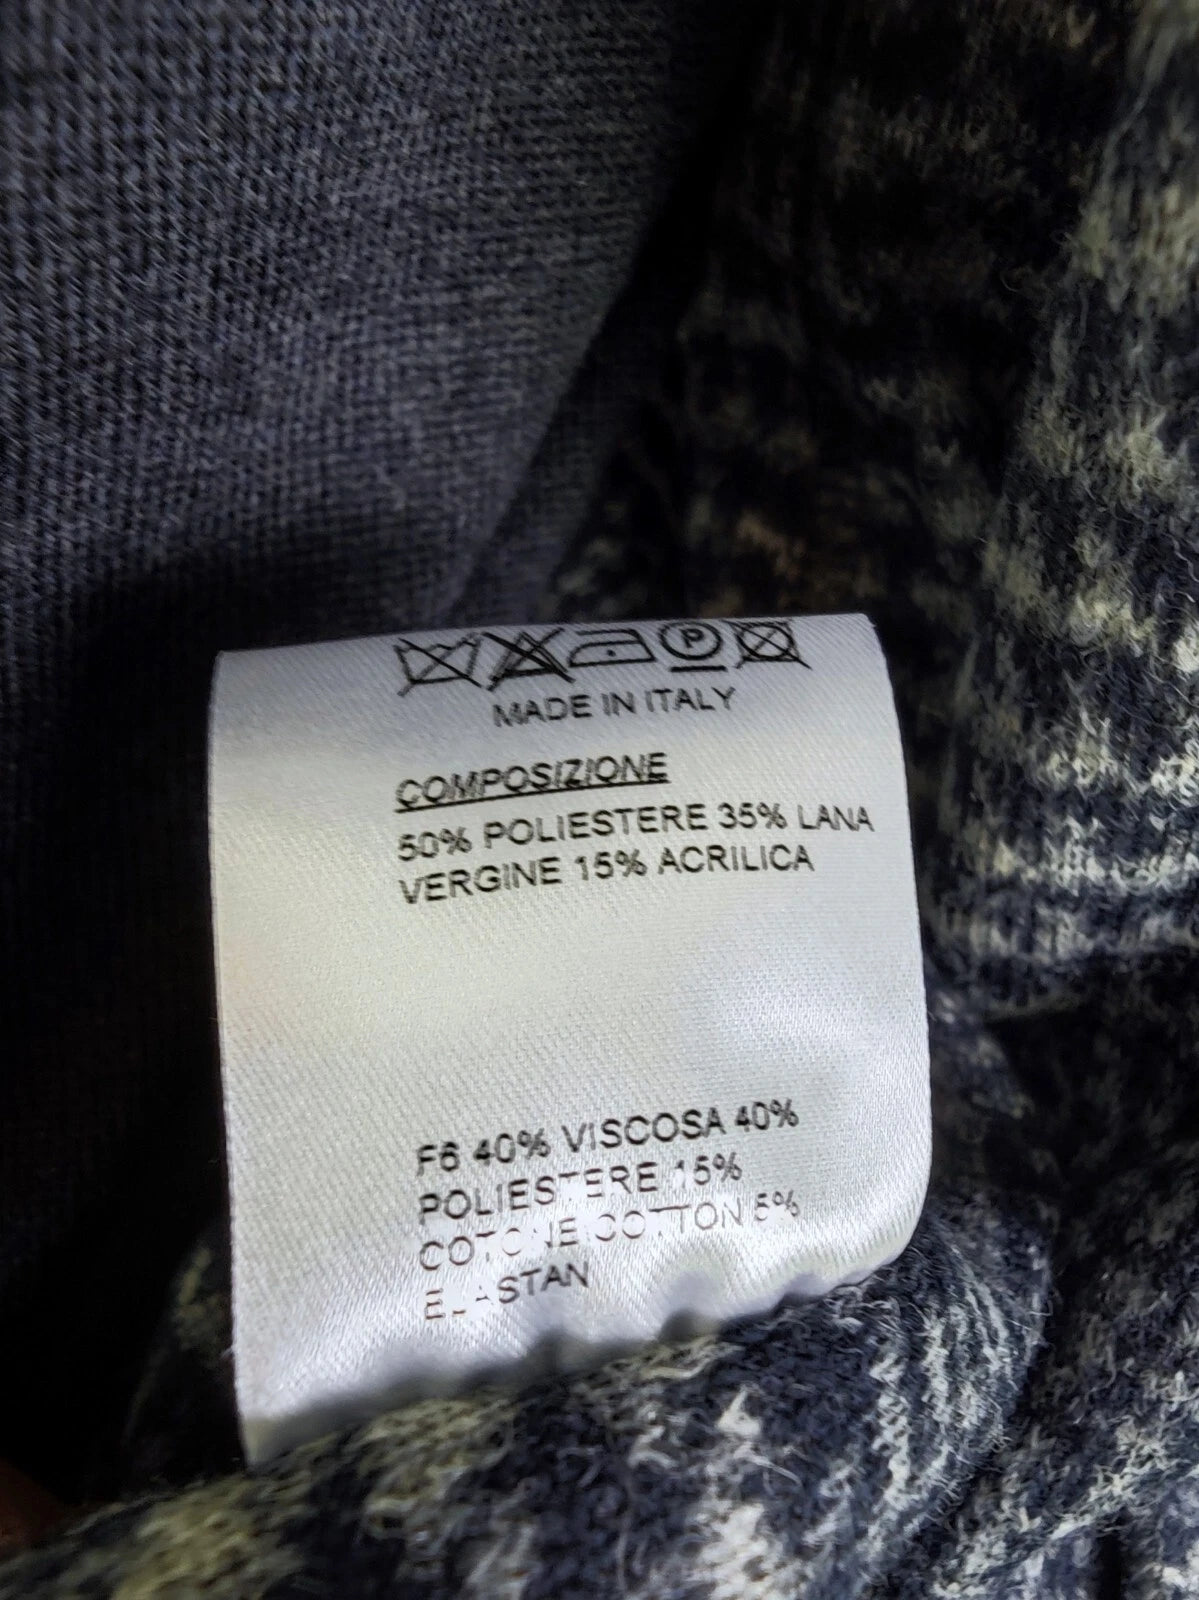 P
MADE IN ITALY
COMPOSIZIONE
50% POLIESTERE 35% LANA
VERGINE 15% ACRILICA
F6 40% VISCOSA 40%
POLIESTERE 15%
COTONE COTTON 5%
ELASTAN